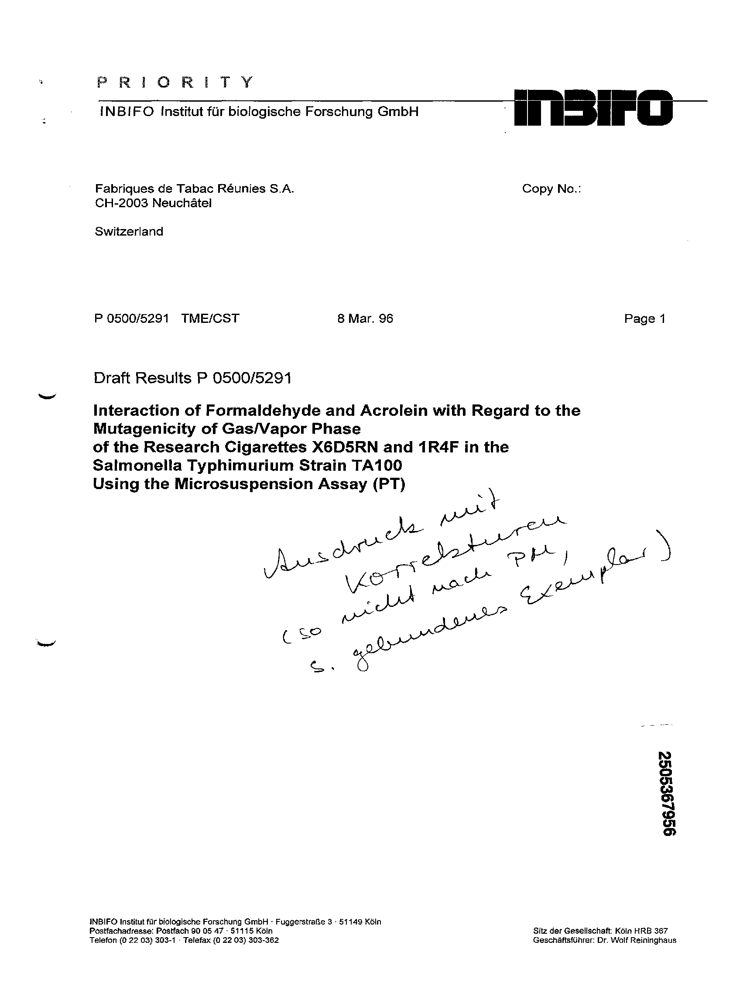 PRIORITY
INBIFO Institut für biologische Forschung GmbH
INBIFO
Fabriques de Tabac Réunies S.A.
Copy No.:
CH-2003 Neuchâtel
Switzerland
P 0500/5291 TME/CST 8 Mar. 96 Page 1
Draft Results P 0500/5291
Interaction of Formaldehyde and Acrolein with Regard to the
Mutagenicity of Gas/Vapor Phase
of the Research Cigarettes X6D5RN and 1R4F in the
Salmonella Typhimurium Strain TA100
Using the Microsuspension Assay (PT)
Ausdruck mit
Korrekturen
(so nicht nach PM,
s. gebundenes Exemplar)
2505367956
INBIFO Institut für biologische Forschung GmbH · Fuggerstraße 3 · 51149 Köln
Postfachadresse: Postfach 90 05 47 · 51115 Köln
Telefon (0 22 03) 303-1 · Telefax (0 22 03) 303-362
Sitz der Gesellschaft: Köln HRB 367
Geschäftsführer: Dr. Wolf Reininghaus